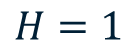 H = 1